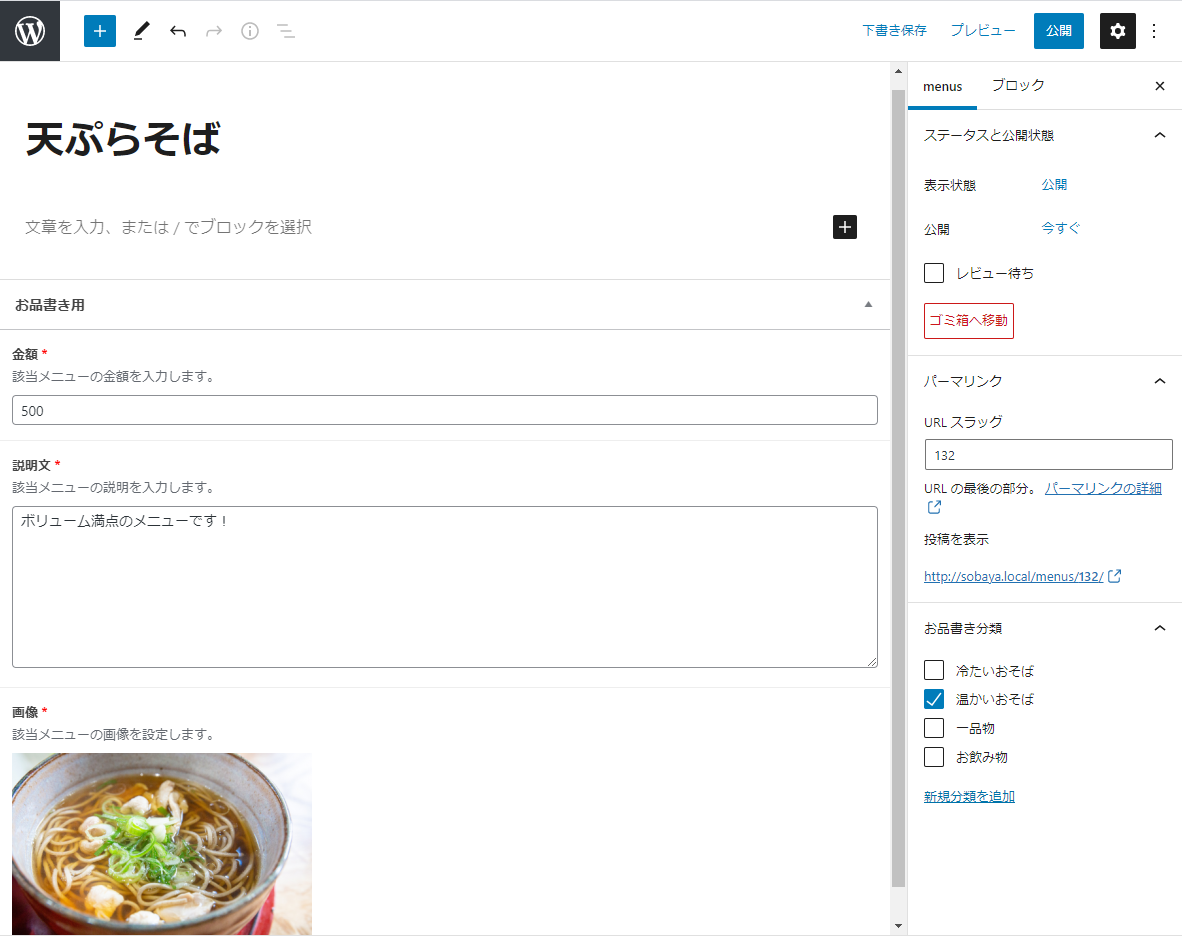 下書き保存 プレビュー 公開
天ぷらそば
文章を入力、または / でブロックを選択
お品書き用
金額 *
該当メニューの金額を入力します。
500
説明文 *
該当メニューの説明を入力します。
ボリューム満点のメニューです！
画像 *
該当メニューの画像を設定します。
menus ブロック
ステータスと公開状態
表示状態 公開
公開 今すぐ
レビュー待ち
ゴミ箱へ移動
パーマリンク
URL スラッグ
132
URL の最後の部分。 パーマリンクの詳細
投稿を表示
http://sobaya.local/menus/132/
お品書き分類
冷たいおそば
温かいおそば
一品物
お飲み物
新規分類を追加